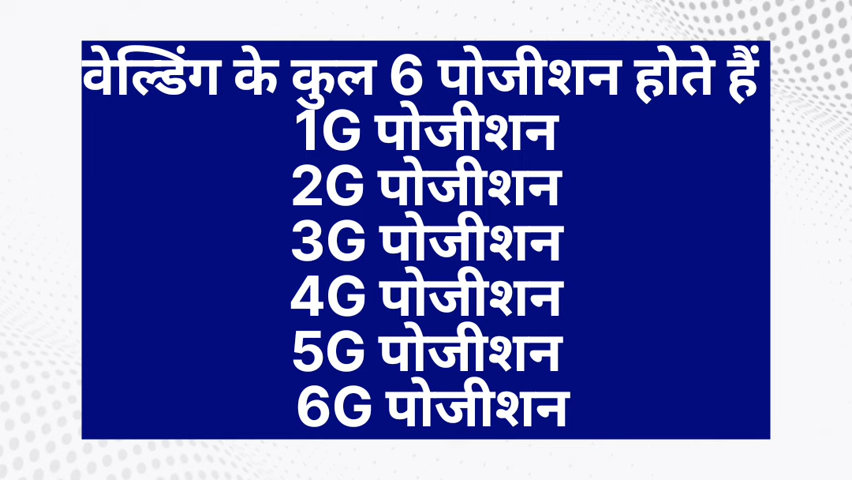 वेल्डिंग के कुल 6 पोजीशन होते हैं
1G पोजीशन
2G पोजीशन
3G पोजीशन
4G पोजीशन
5G पोजीशन
6G पोजीशन